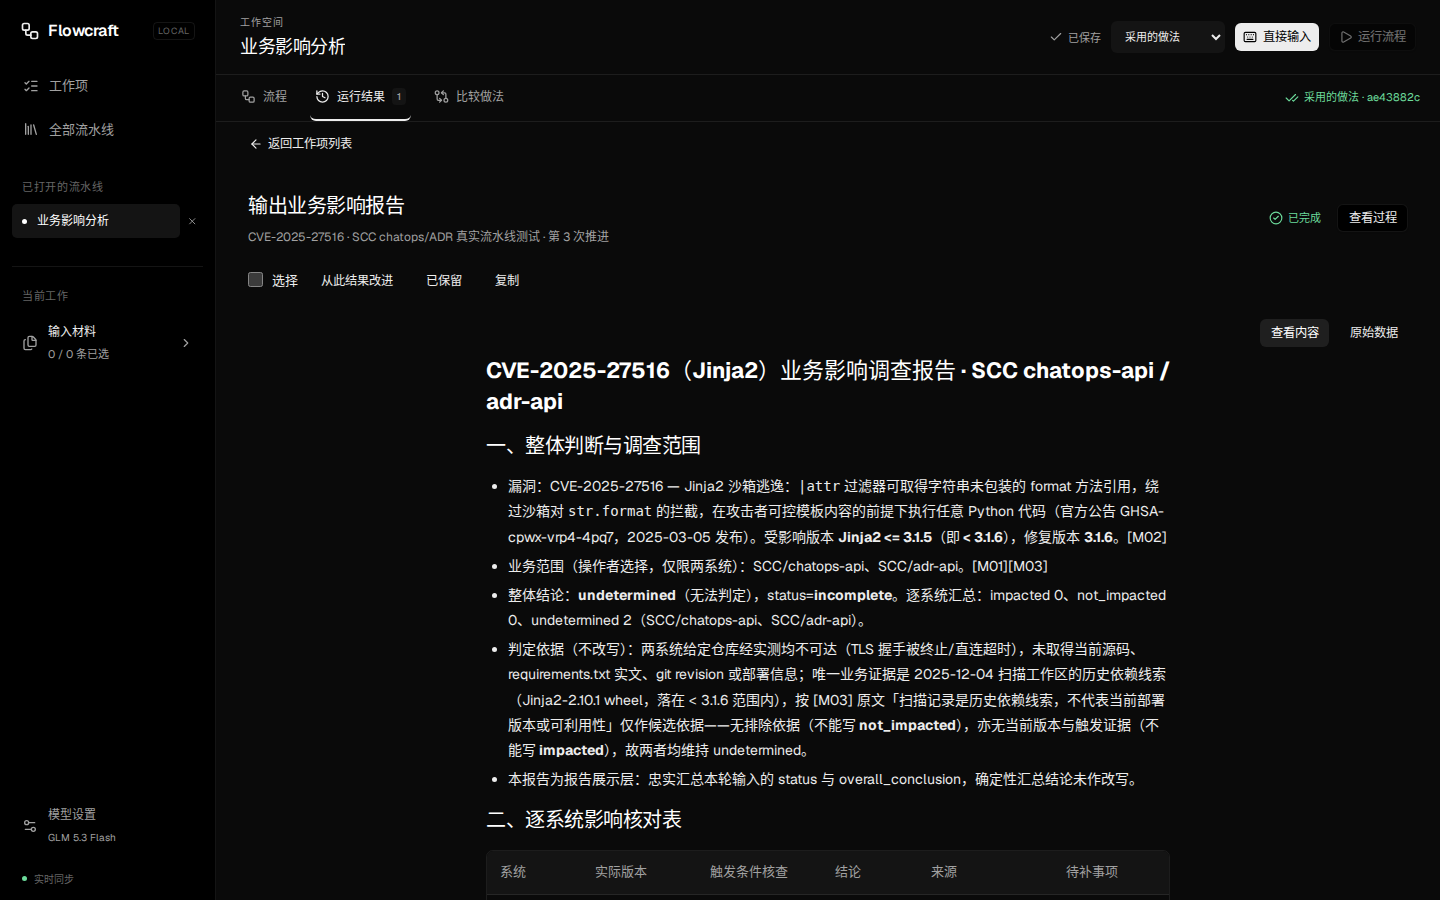 Flowcraft
LOCAL
工作项
全部流水线
已打开的流水线
业务影响分析
当前工作
输入材料
0 / 0 条已选
模型设置
GLM 5.3 Flash
实时同步
工作空间
业务影响分析
已保存
采用的做法
直接输入
运行流程
流程
运行结果 1
比较做法
采用的做法 · ae43882c
返回工作项列表
输出业务影响报告
CVE-2025-27516 · SCC chatops/ADR 真实流水线测试 · 第 3 次推进
已完成
查看过程
选择
从此结果改进
已保留
复制
查看内容
原始数据
CVE-2025-27516（Jinja2）业务影响调查报告 · SCC chatops-api /
adr-api
一、整体判断与调查范围
漏洞：CVE-2025-27516 — Jinja2 沙箱逃逸：|attr 过滤器可取得字符串未包装的 format 方法引用，绕
过沙箱对 str.format 的拦截，在攻击者可控模板内容的前提下执行任意 Python 代码（官方公告 GHSA-
cpwx-vrp4-4pq7，2025-03-05 发布）。受影响版本 Jinja2 <= 3.1.5（即 < 3.1.6），修复版本 3.1.6。[M02]
业务范围（操作者选择，仅限两系统）：SCC/chatops-api、SCC/adr-api。[M01][M03]
整体结论：undetermined（无法判定），status=incomplete。逐系统汇总：impacted 0、not_impacted
0、undetermined 2（SCC/chatops-api、SCC/adr-api）。
判定依据（不改写）：两系统给定仓库经实测均不可达（TLS 握手被终止/直连超时），未取得当前源码、
requirements.txt 实文、git revision 或部署信息；唯一业务证据是 2025-12-04 扫描工作区的历史依赖线索
（Jinja2-2.10.1 wheel，落在 < 3.1.6 范围内），按 [M03] 原文「扫描记录是历史依赖线索，不代表当前部署
版本或可利用性」仅作候选依据——无排除依据（不能写 not_impacted），亦无当前版本与触发证据（不
能写 impacted），故两者均维持 undetermined。
本报告为报告展示层：忠实汇总本轮输入的 status 与 overall_conclusion，确定性汇总结论未作改写。
二、逐系统影响核对表
系统
实际版本
触发条件核查
结论
来源
待补事项